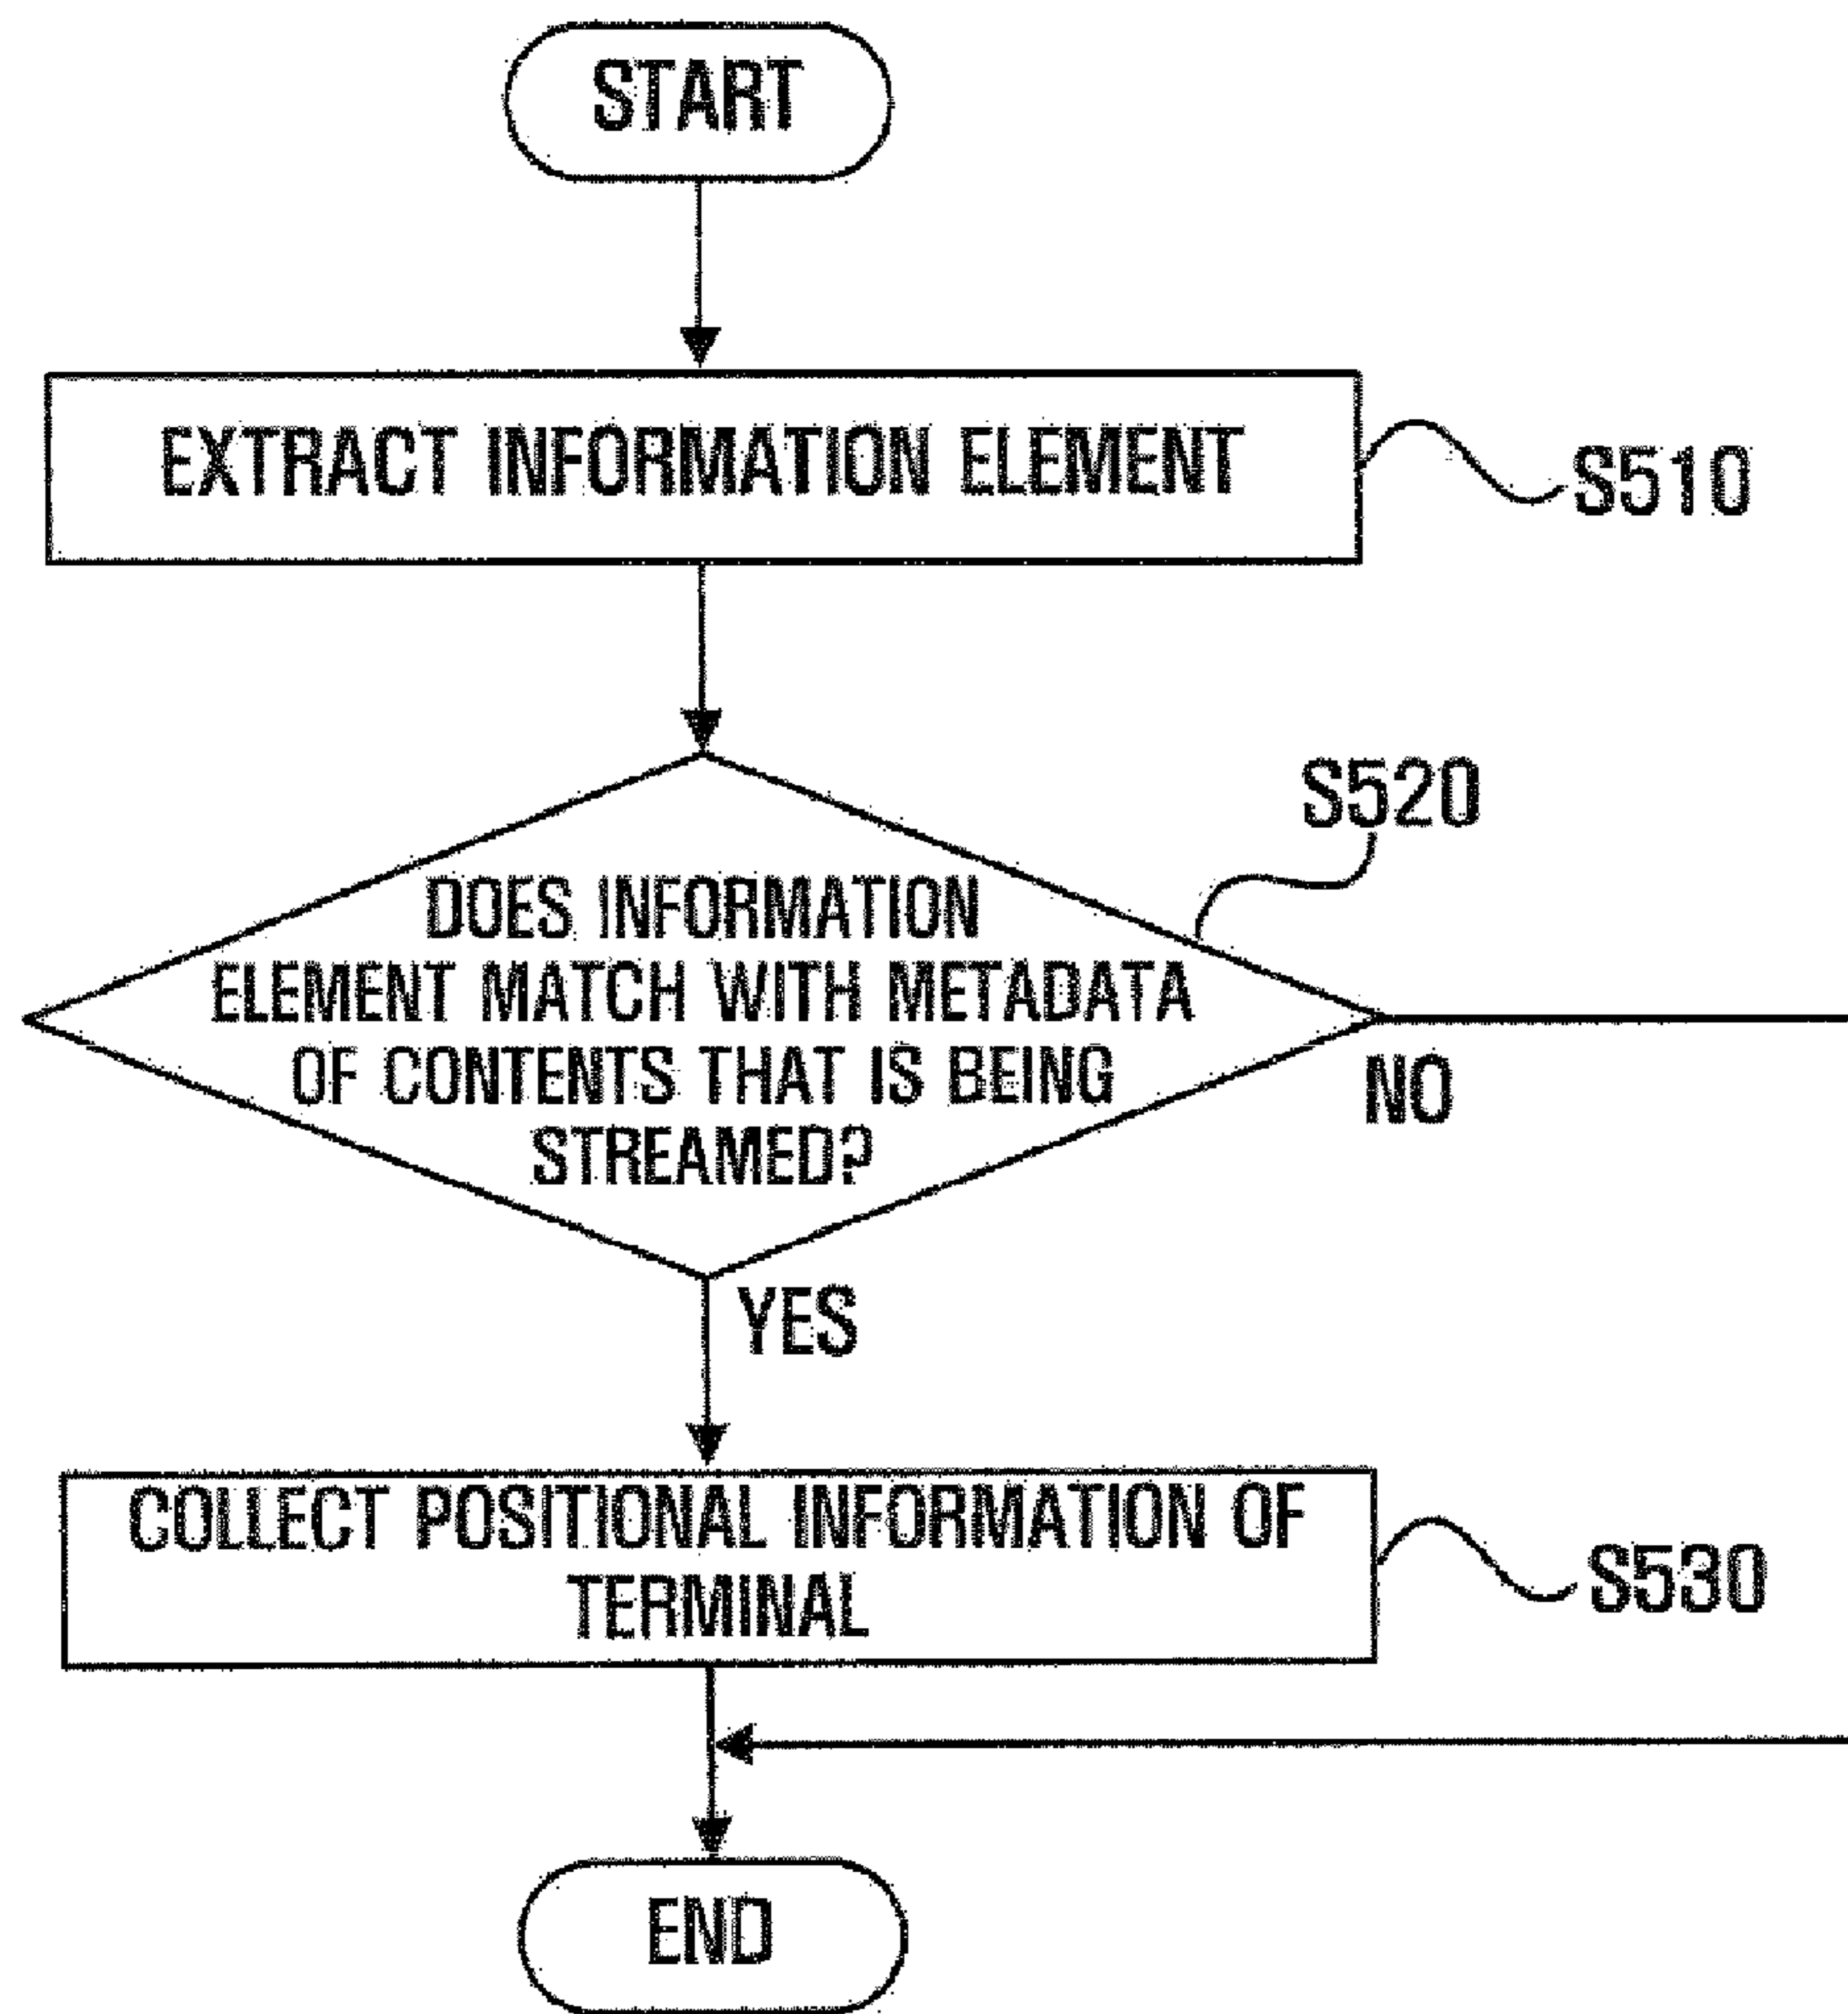 START
EXTRACT INFORMATION ELEMENT
S510
S520
DOES INFORMATION
ELEMENT MATCH WITH METADATA
OF CONTENTS THAT IS BEING
STREAMED?
NO
YES
COLLECT POSITIONAL INFORMATION OF
TERMINAL
S530
END